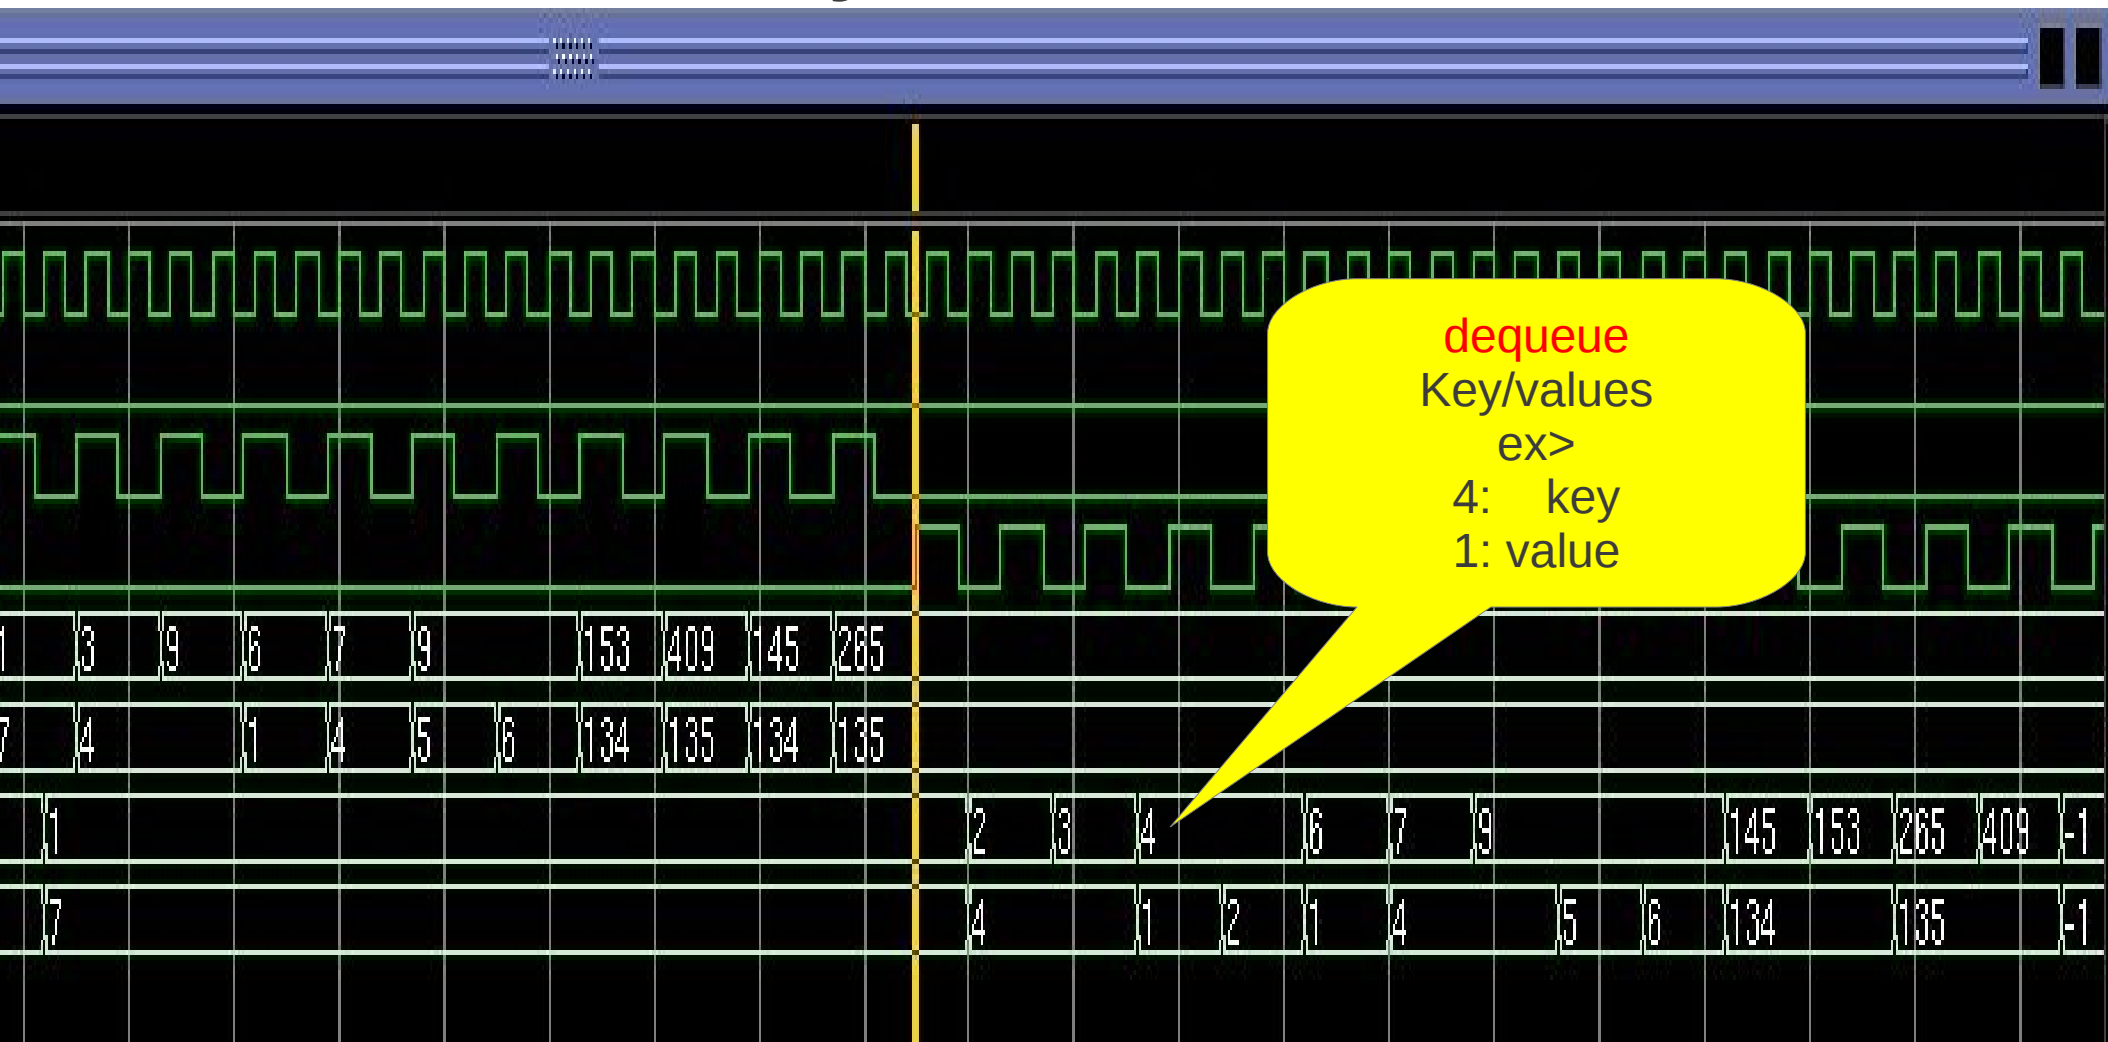 dequeue
Key/values
ex>
4: key
1: value
3 9 6 7 9 153 409 145 265
7 4 1 4 5 6 134 135 134 135
1 2 3 4 6 7 9 145 153 265 409 -1
7 4 1 2 1 4 5 6 134 135 -1